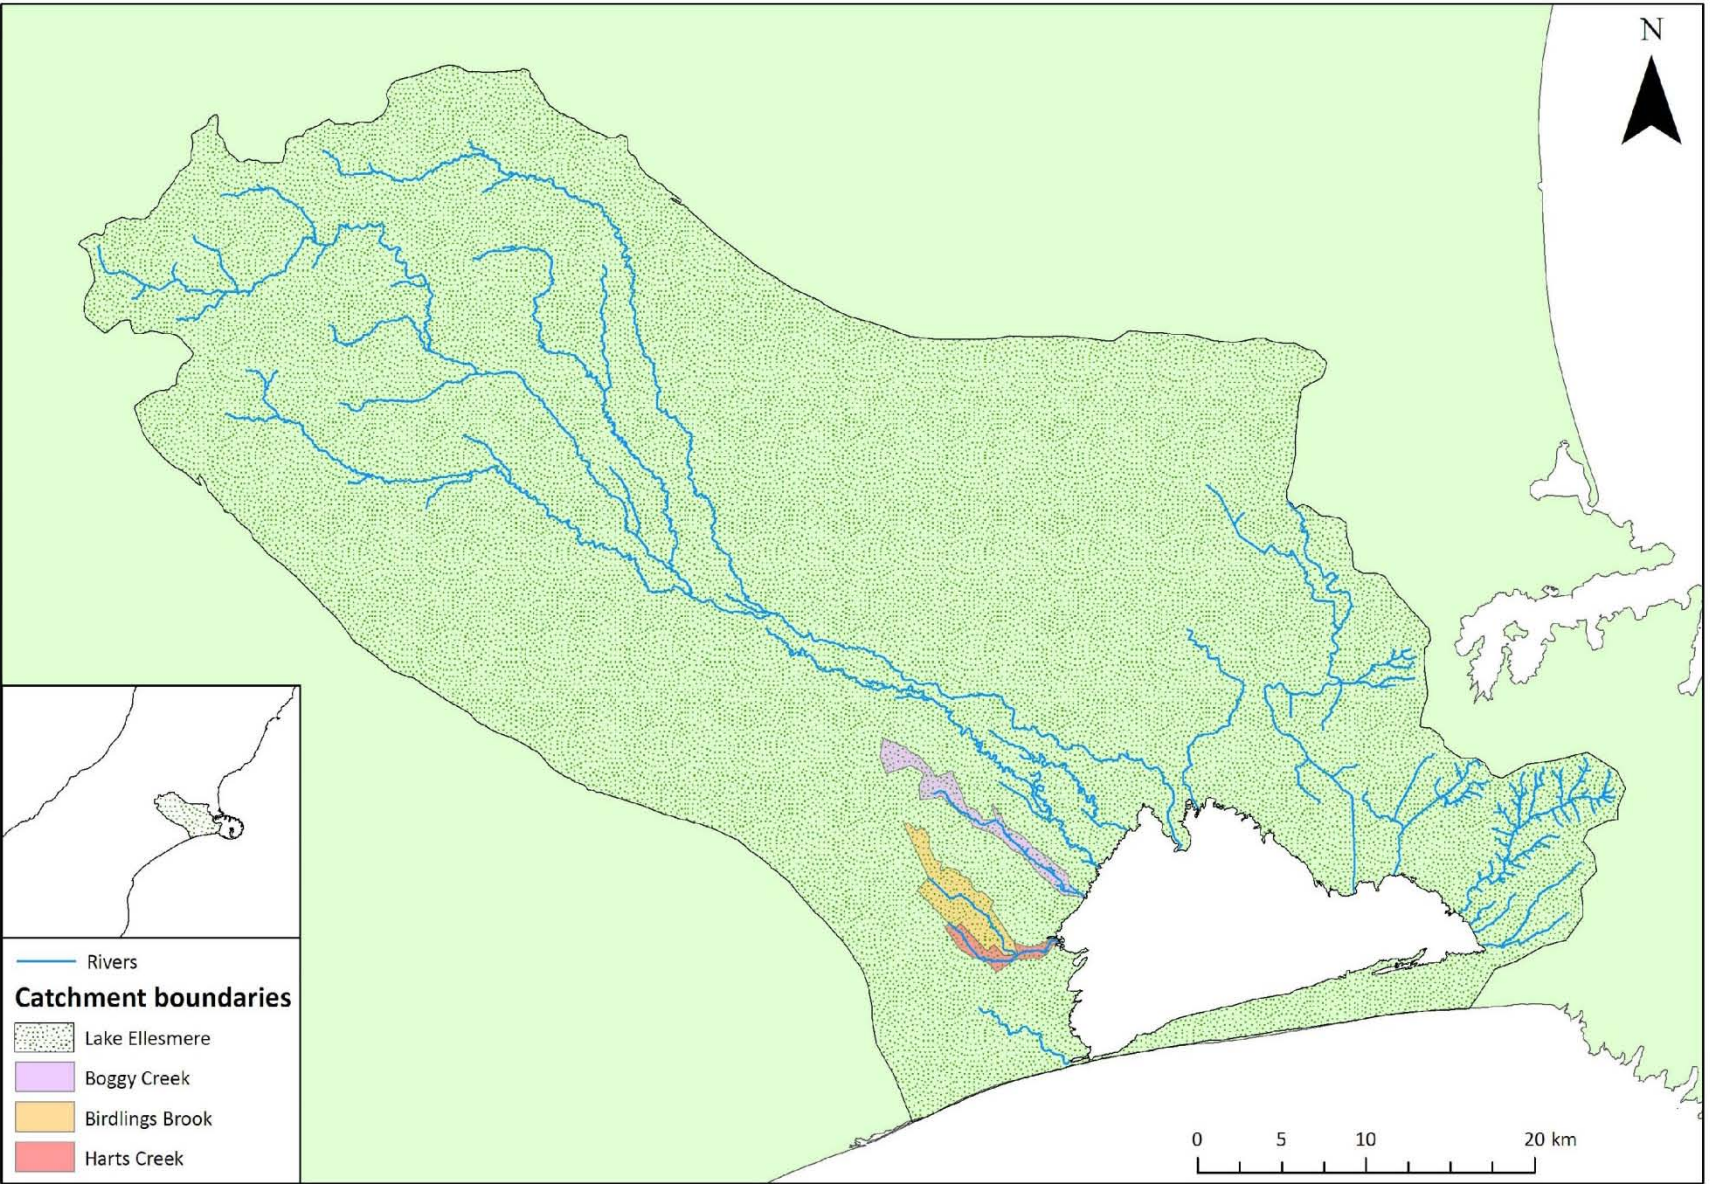 N
Rivers
Catchment boundaries
Lake Ellesmere
Boggy Creek
Birdlings Brook
Harts Creek
0 5 10 20 km